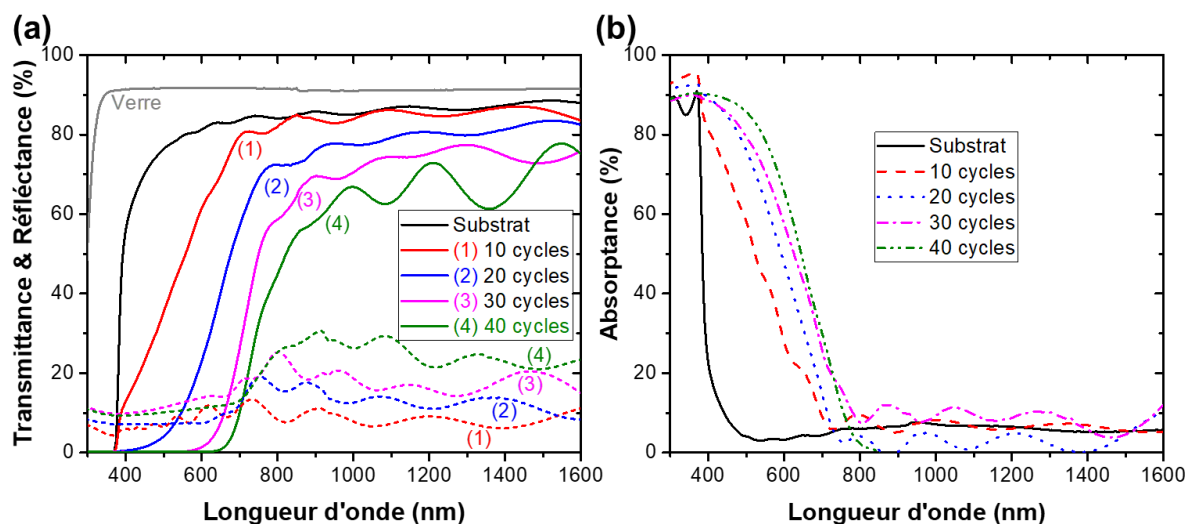 (a)
Transmittance & Réfléctance (%)
100
80
60
40
20
0
Verre
(1)
(2)
(3)
(4)
Substrat
(1) 10 cycles
(2) 20 cycles
(3) 30 cycles
(4) 40 cycles
(4)
(3)
(2)
(1)
400 600 800 1000 1200 1400 1600
Longueur d'onde (nm)
(b)
Absorptance (%)
100
80
60
40
20
0
Substrat
10 cycles
20 cycles
30 cycles
40 cycles
400 600 800 1000 1200 1400 1600
Longueur d'onde (nm)